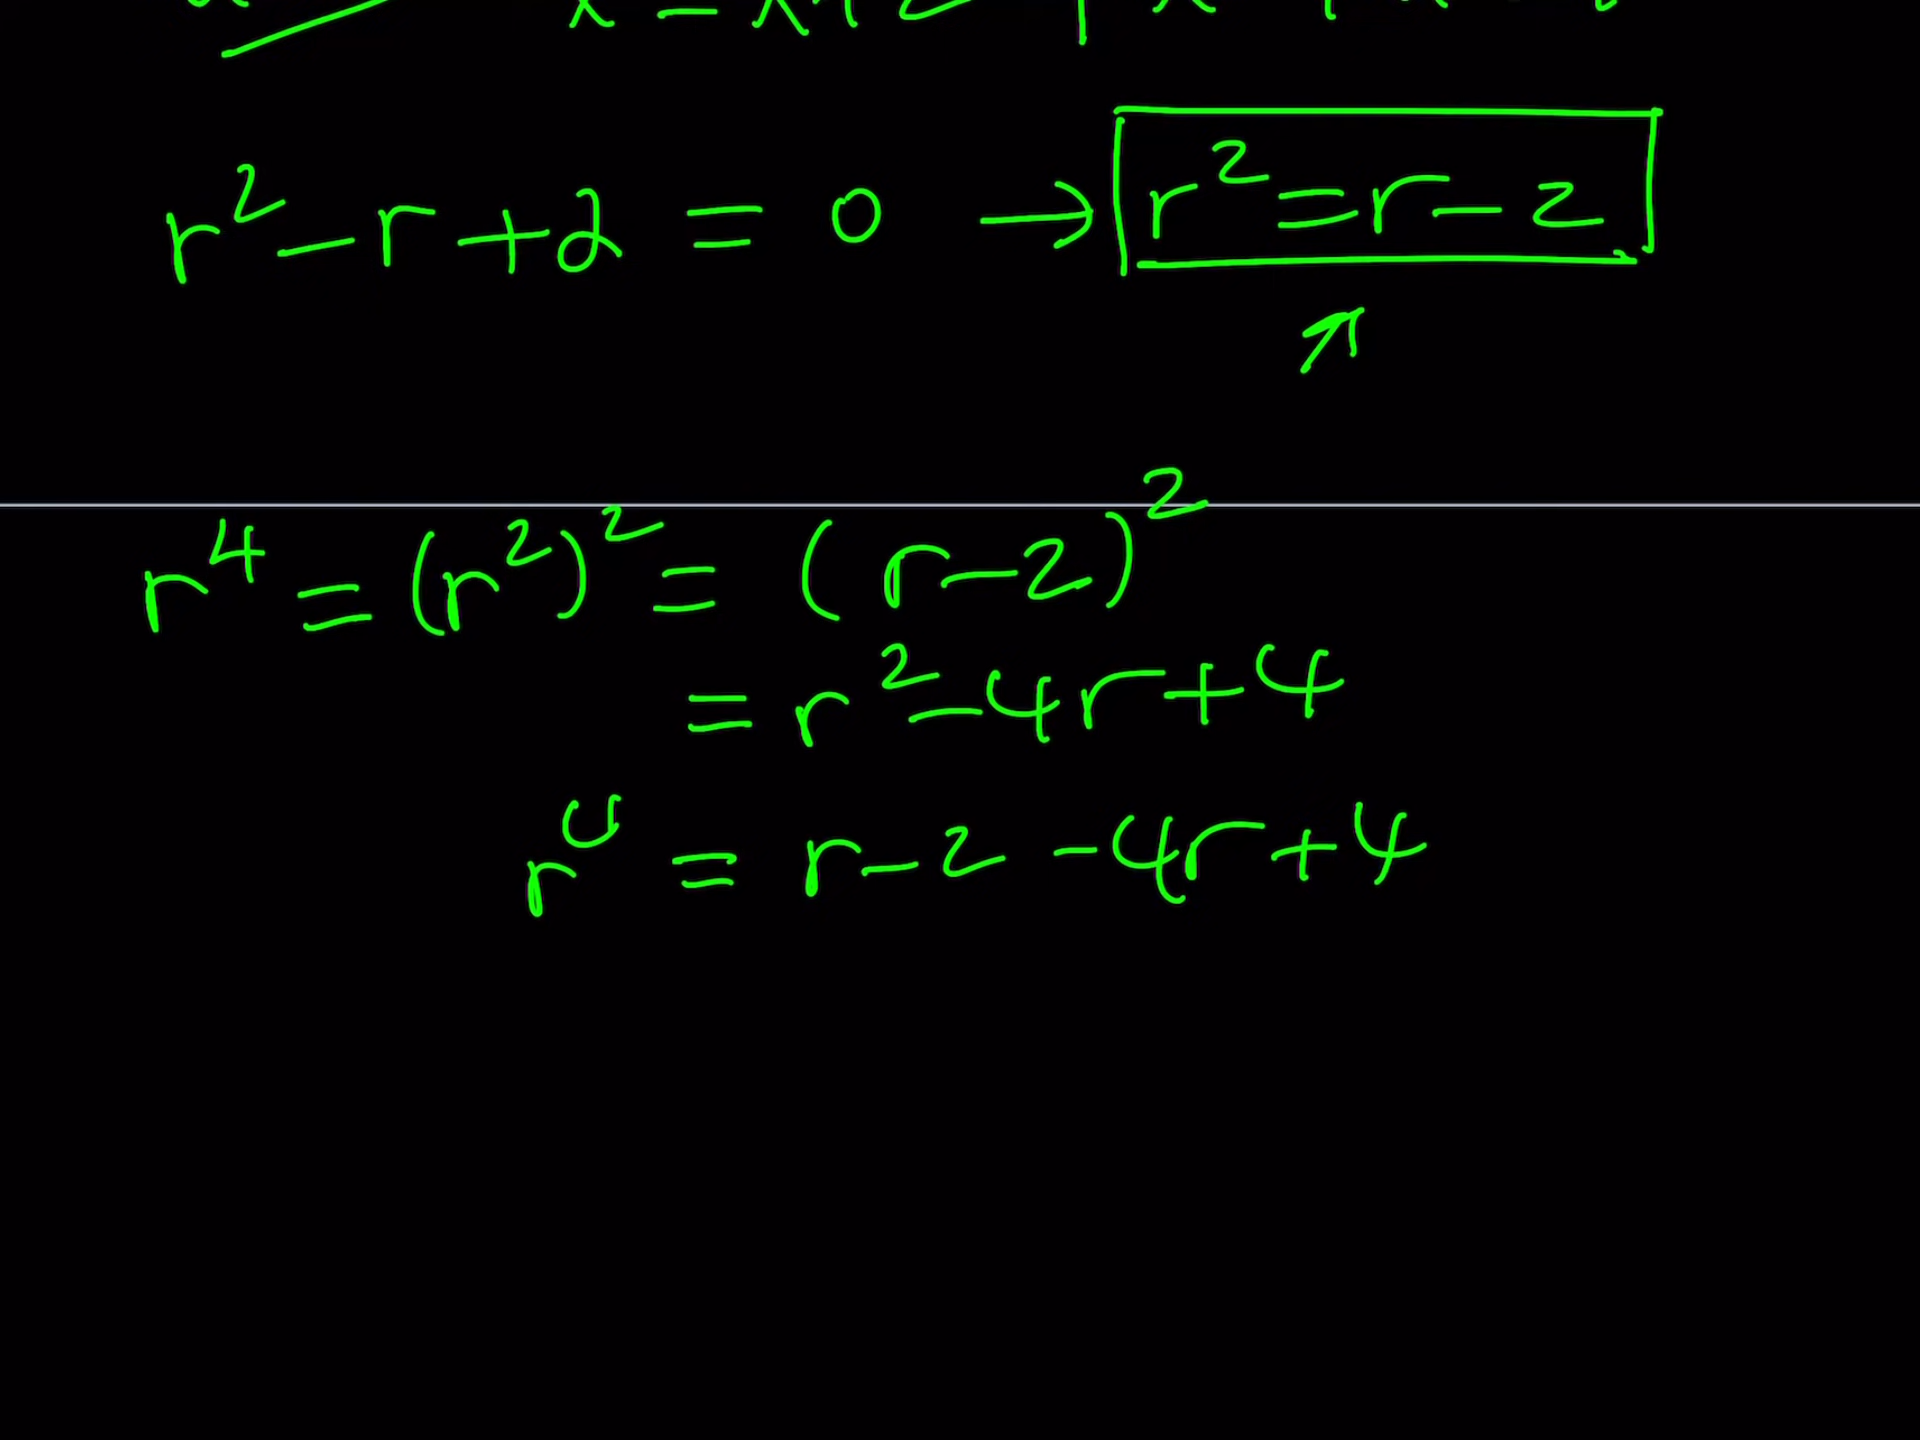 r² - r + 2 = 0 → r² = r - 2
r⁴ = (r²)² = (r - 2)²
= r² - 4r + 4
r⁴ = r - 2 - 4r + 4